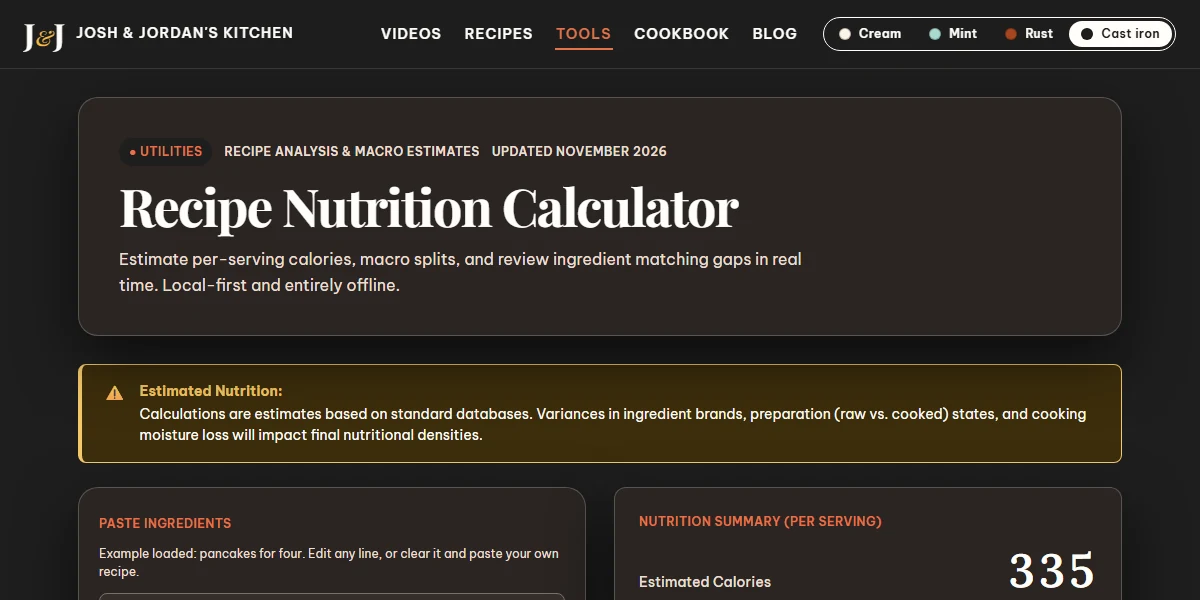 J&J JOSH & JORDAN'S KITCHEN
VIDEOS RECIPES TOOLS COOKBOOK BLOG
Cream Mint Rust Cast iron
UTILITIES RECIPE ANALYSIS & MACRO ESTIMATES UPDATED NOVEMBER 2026
Recipe Nutrition Calculator
Estimate per-serving calories, macro splits, and review ingredient matching gaps in real
time. Local-first and entirely offline.
Estimated Nutrition:
Calculations are estimates based on standard databases. Variances in ingredient brands, preparation (raw vs. cooked) states, and cooking
moisture loss will impact final nutritional densities.
PASTE INGREDIENTS
Example loaded: pancakes for four. Edit any line, or clear it and paste your own
recipe.
NUTRITION SUMMARY (PER SERVING)
Estimated Calories 335